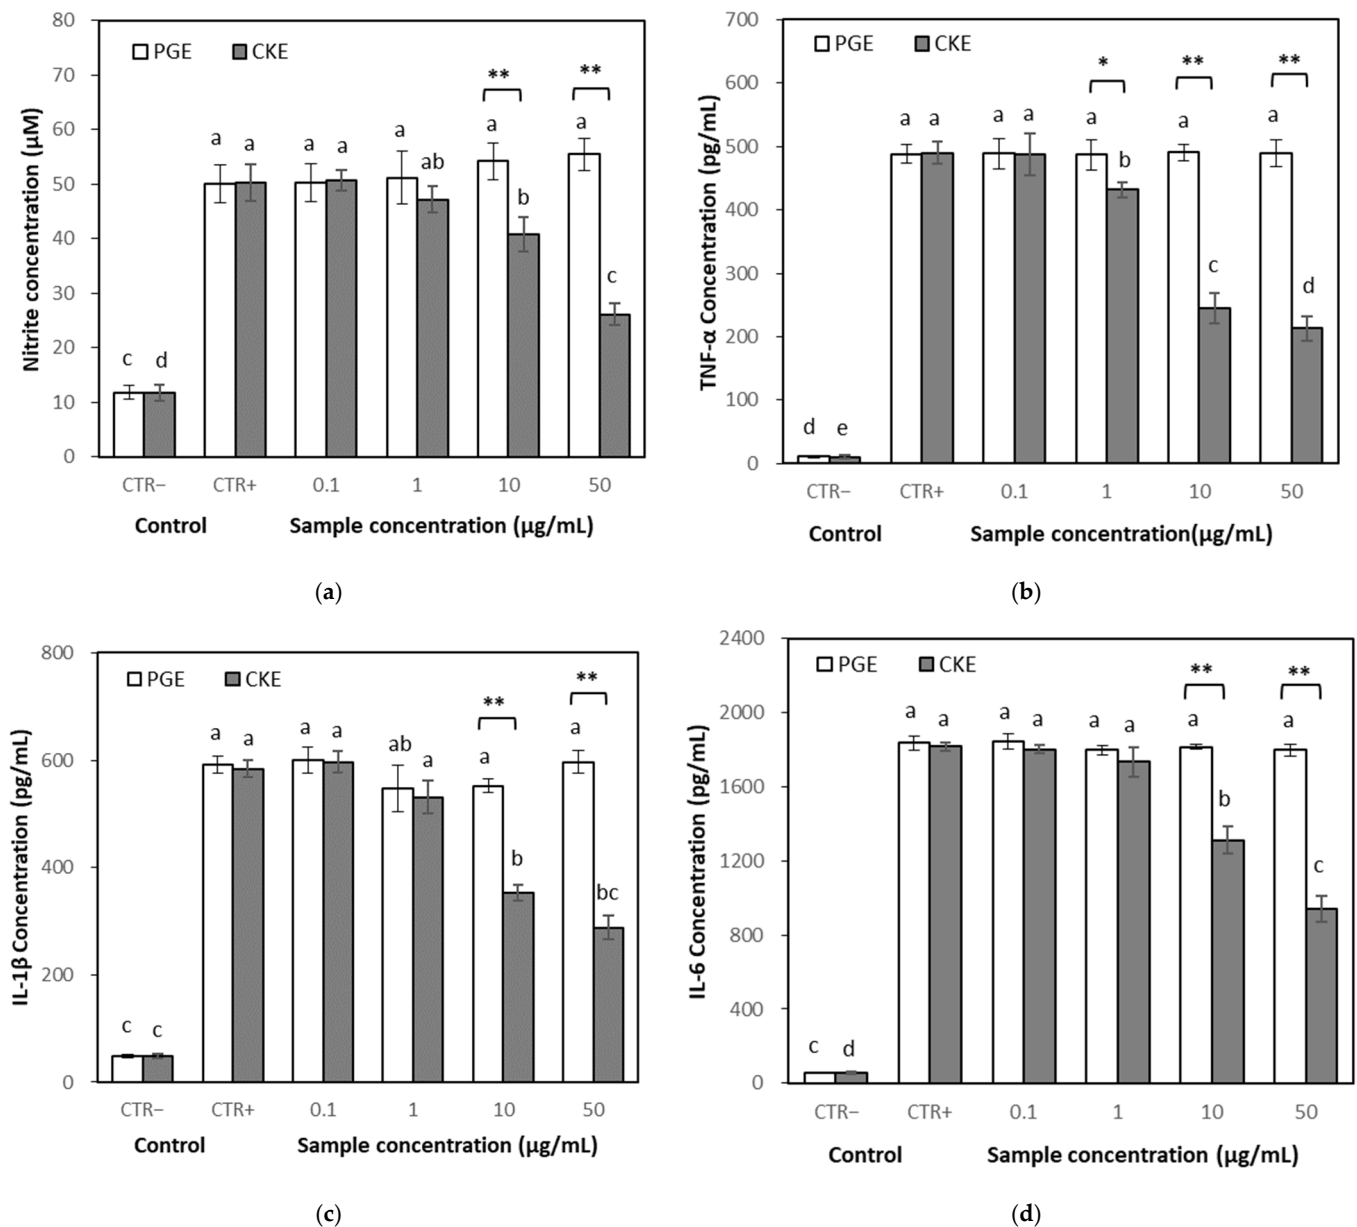 80
70
60
50
40
30
20
10
0
Nitrite concentration (µM)
PGE CKE
** **
a a a a a ab a b a c
c d
CTR− CTR+ 0.1 1 10 50
Control Sample concentration (µg/mL)
(a)
700
600
500
400
300
200
100
0
TNF-α Concentration (pg/mL)
PGE CKE
* ** **
a a a a a b a c a d
d e
CTR− CTR+ 0.1 1 10 50
Control Sample concentration(µg/mL)
(b)
800
600
400
200
0
IL-1β Concentration (pg/mL)
PGE CKE
** **
a a a a ab a a b a bc
c c
CTR− CTR+ 0.1 1 10 50
Control Sample concentration (µg/mL)
(c)
2400
2000
1600
1200
800
400
0
IL-6 Concentration (pg/mL)
PGE CKE
** **
a a a a a a a b a c
c d
CTR− CTR+ 0.1 1 10 50
Control Sample concentration (µg/mL)
(d)